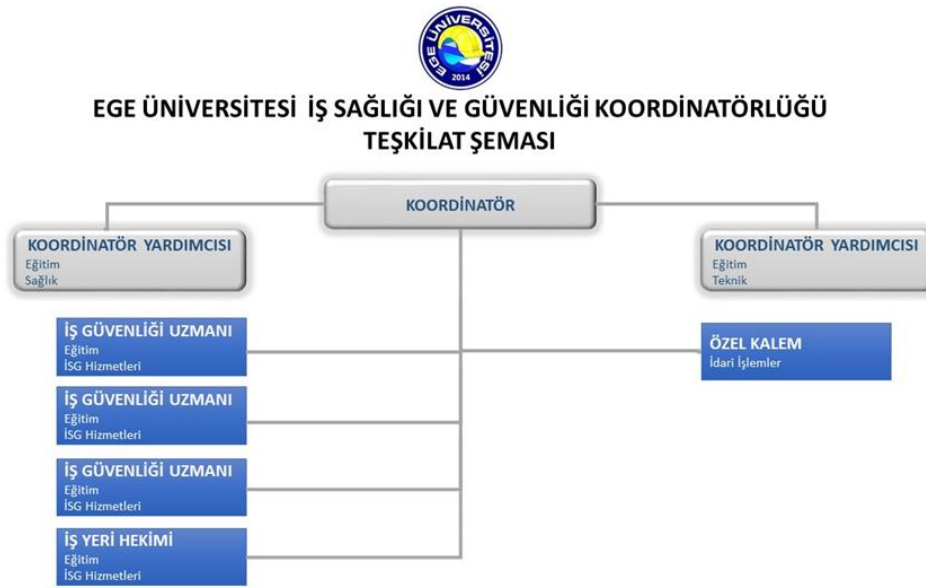 EGE ÜNİVERSİTESİ
2014
EGE ÜNİVERSİTESİ İŞ SAĞLIĞI VE GÜVENLİĞİ KOORDİNATÖRLÜĞÜ
TEŞKİLAT ŞEMASI
KOORDİNATÖR
KOORDİNATÖR YARDIMCISI
Eğitim
Sağlık
KOORDİNATÖR YARDIMCISI
Eğitim
Teknik
İŞ GÜVENLİĞİ UZMANI
Eğitim
İSG Hizmetleri
ÖZEL KALEM
İdari İşlemler
İŞ GÜVENLİĞİ UZMANI
Eğitim
İSG Hizmetleri
İŞ GÜVENLİĞİ UZMANI
Eğitim
İSG Hizmetleri
İŞ YERİ HEKİMİ
Eğitim
İSG Hizmetleri